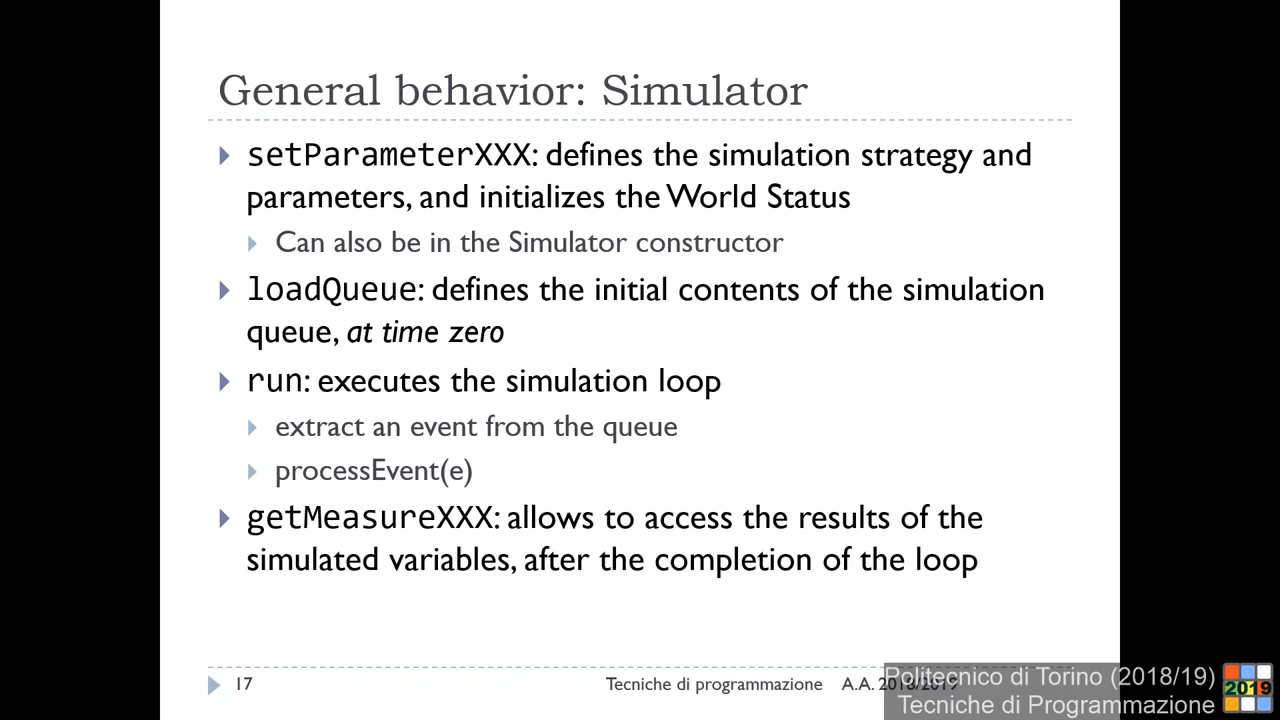 General behavior: Simulator
setParameterXXX: defines the simulation strategy and
parameters, and initializes the World Status
Can also be in the Simulator constructor
loadQueue: defines the initial contents of the simulation
queue, at time zero
run: executes the simulation loop
extract an event from the queue
processEvent(e)
getMeasureXXX: allows to access the results of the
simulated variables, after the completion of the loop
17
Tecniche di programmazione A.A. 2018/2019
Politecnico di Torino (2018/19)
Tecniche di Programmazione
2019